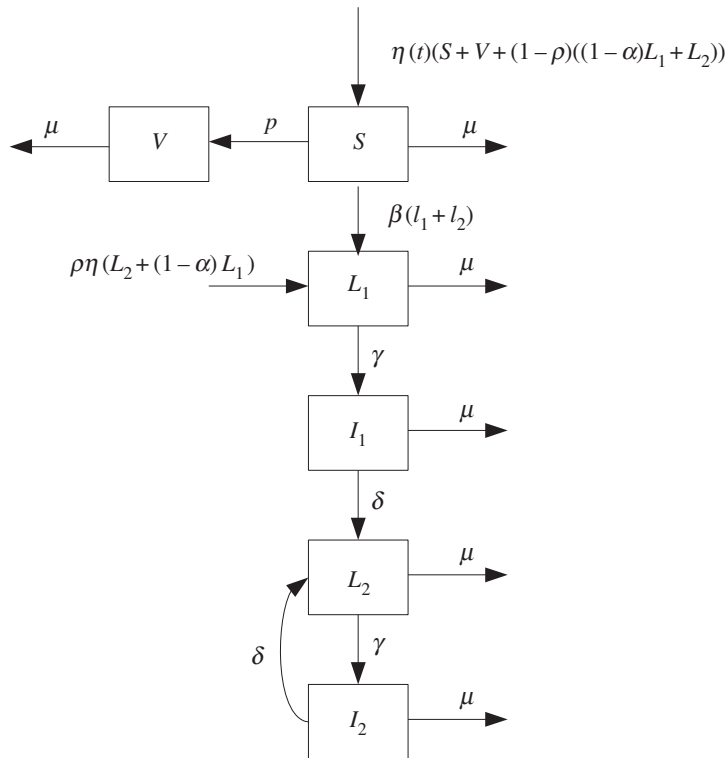 η(t)(S + V + (1 – ρ)((1 – α)L₁ + L₂))
μ V p S μ
β(l₁ + l₂)
ρη(L₂ + (1 – α) L₁) L₁ μ
γ
I₁ μ
δ
L₂ μ
δ γ
I₂ μ